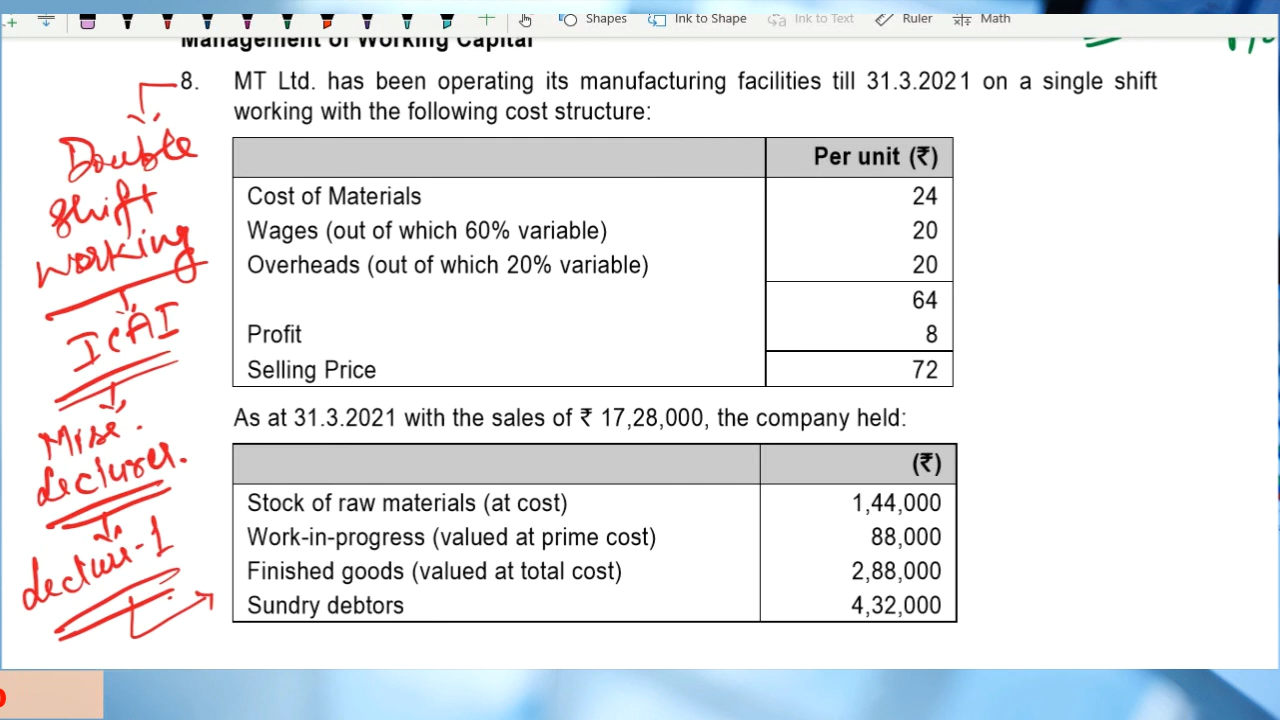 Shapes Ink to Shape Ink to Text Ruler Math
Management of Working Capital
8. MT Ltd. has been operating its manufacturing facilities till 31.3.2021 on a single shift
working with the following cost structure:
Per unit (₹)
Cost of Materials 24
Wages (out of which 60% variable) 20
Overheads (out of which 20% variable) 20
64
Profit 8
Selling Price 72
As at 31.3.2021 with the sales of ₹ 17,28,000, the company held:
(₹)
Stock of raw materials (at cost) 1,44,000
Work-in-progress (valued at prime cost) 88,000
Finished goods (valued at total cost) 2,88,000
Sundry debtors 4,32,000
Double
shift
working
ICAI
Misc.
Lectures.
Lecture-1